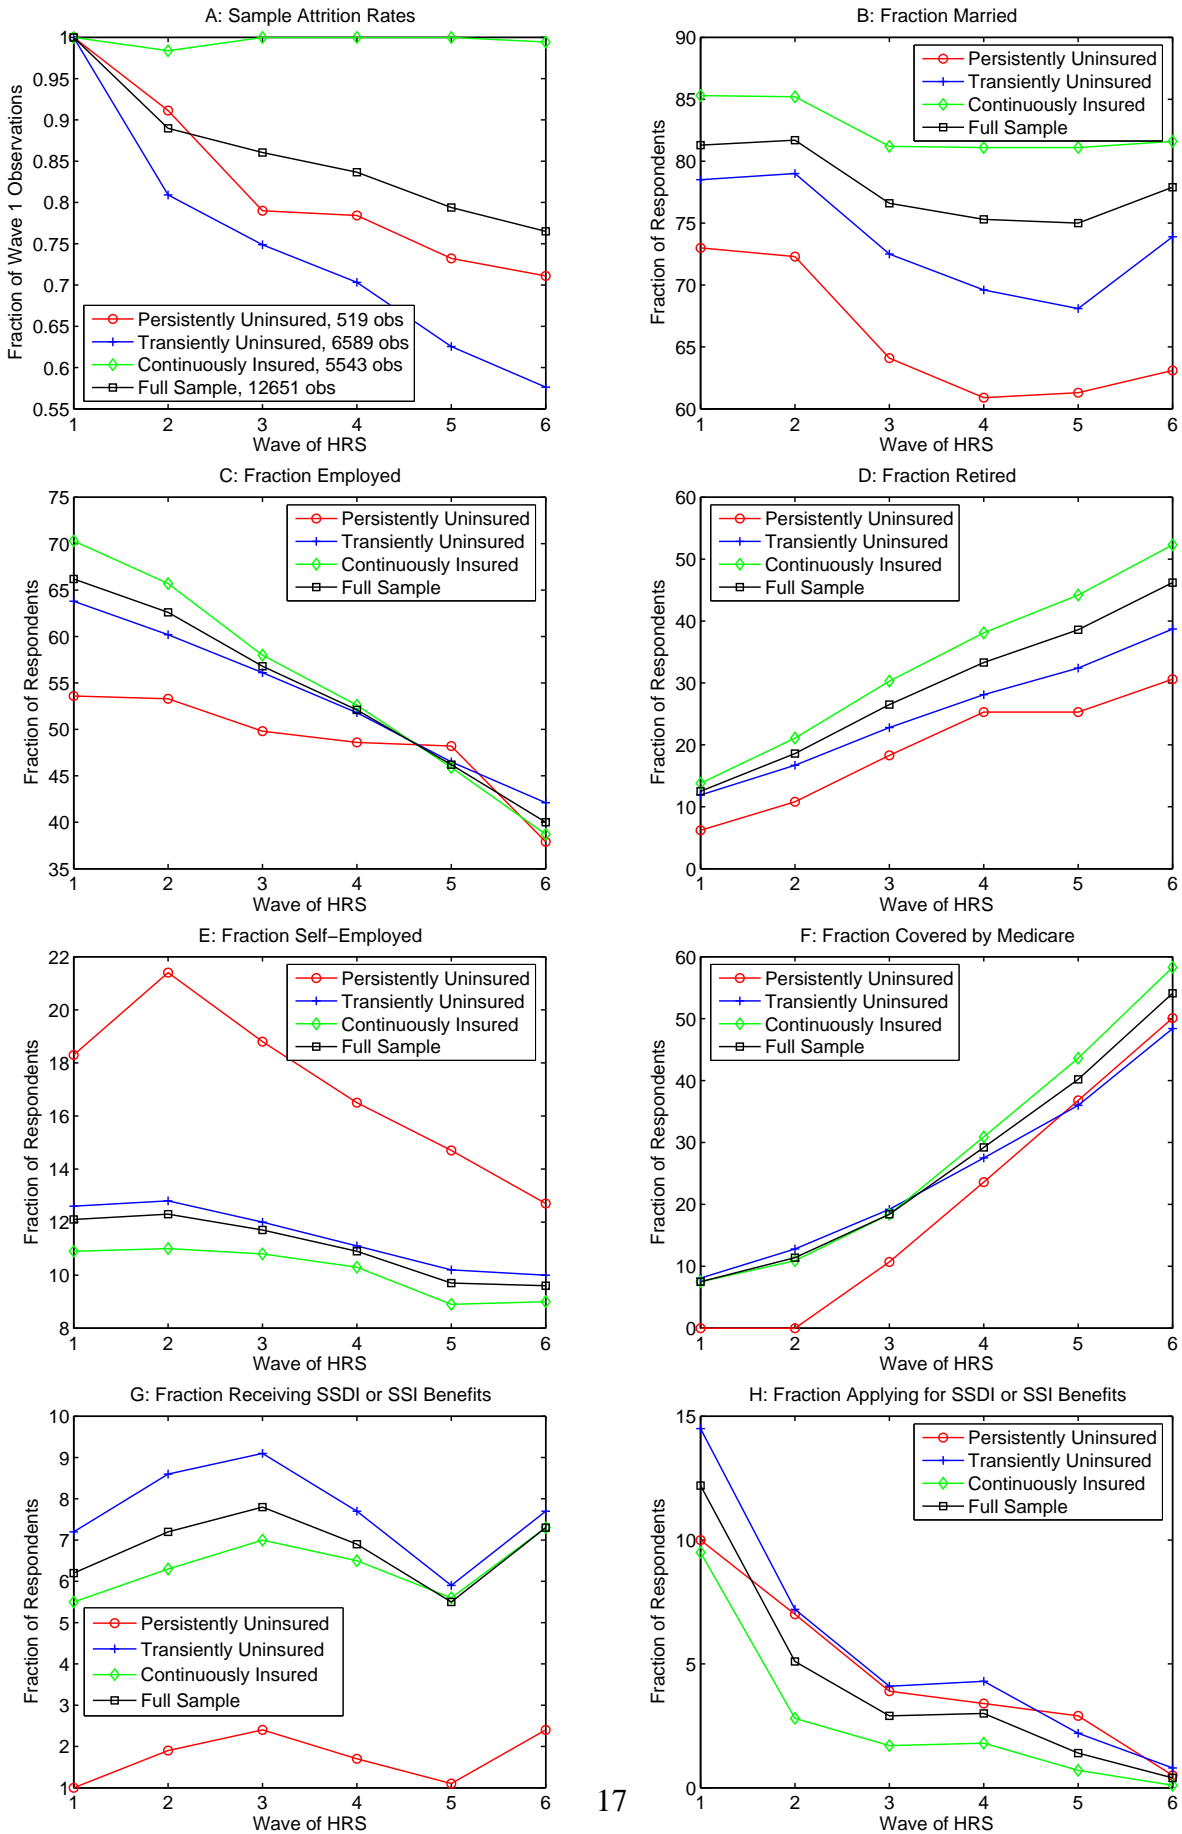 A: Sample Attrition Rates
Fraction of Wave 1 Observations
1
0.95
0.9
0.85
0.8
0.75
0.7
0.65
0.6
0.55
Persistently Uninsured, 519 obs
Transiently Uninsured, 6589 obs
Continuously Insured, 5543 obs
Full Sample, 12651 obs
1 2 3 4 5 6
Wave of HRS
B: Fraction Married
Fraction of Respondents
90
85
80
75
70
65
60
Persistently Uninsured
Transiently Uninsured
Continuously Insured
Full Sample
1 2 3 4 5 6
Wave of HRS
C: Fraction Employed
Fraction of Respondents
75
70
65
60
55
50
45
40
35
Persistently Uninsured
Transiently Uninsured
Continuously Insured
Full Sample
1 2 3 4 5 6
Wave of HRS
D: Fraction Retired
Fraction of Respondents
60
50
40
30
20
10
0
Persistently Uninsured
Transiently Uninsured
Continuously Insured
Full Sample
1 2 3 4 5 6
Wave of HRS
E: Fraction Self−Employed
Fraction of Respondents
22
20
18
16
14
12
10
8
Persistently Uninsured
Transiently Uninsured
Continuously Insured
Full Sample
1 2 3 4 5 6
Wave of HRS
F: Fraction Covered by Medicare
Fraction of Respondents
60
50
40
30
20
10
0
Persistently Uninsured
Transiently Uninsured
Continuously Insured
Full Sample
1 2 3 4 5 6
Wave of HRS
G: Fraction Receiving SSDI or SSI Benefits
Fraction of Respondents
10
9
8
7
6
5
4
3
2
1
Persistently Uninsured
Transiently Uninsured
Continuously Insured
Full Sample
1 2 3 4 5 6
Wave of HRS
H: Fraction Applying for SSDI or SSI Benefits
Fraction of Respondents
15
10
5
0
Persistently Uninsured
Transiently Uninsured
Continuously Insured
Full Sample
1 2 3 4 5 6
Wave of HRS
17